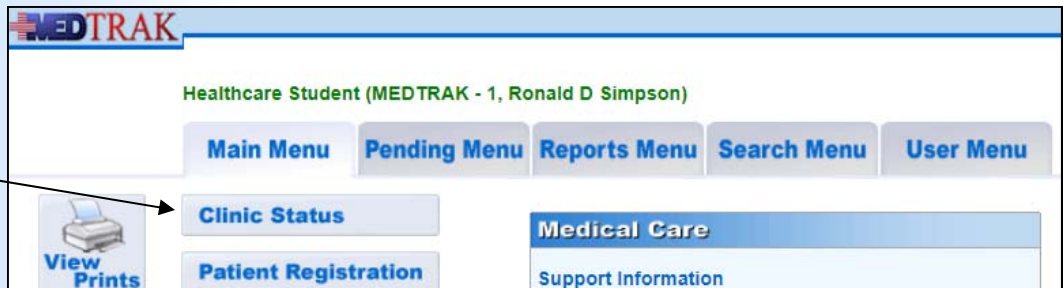 MEDTRAK
Healthcare Student (MEDTRAK - 1, Ronald D Simpson)
Main Menu Pending Menu Reports Menu Search Menu User Menu
Clinic Status
Medical Care
View
Prints
Patient Registration
Support Information